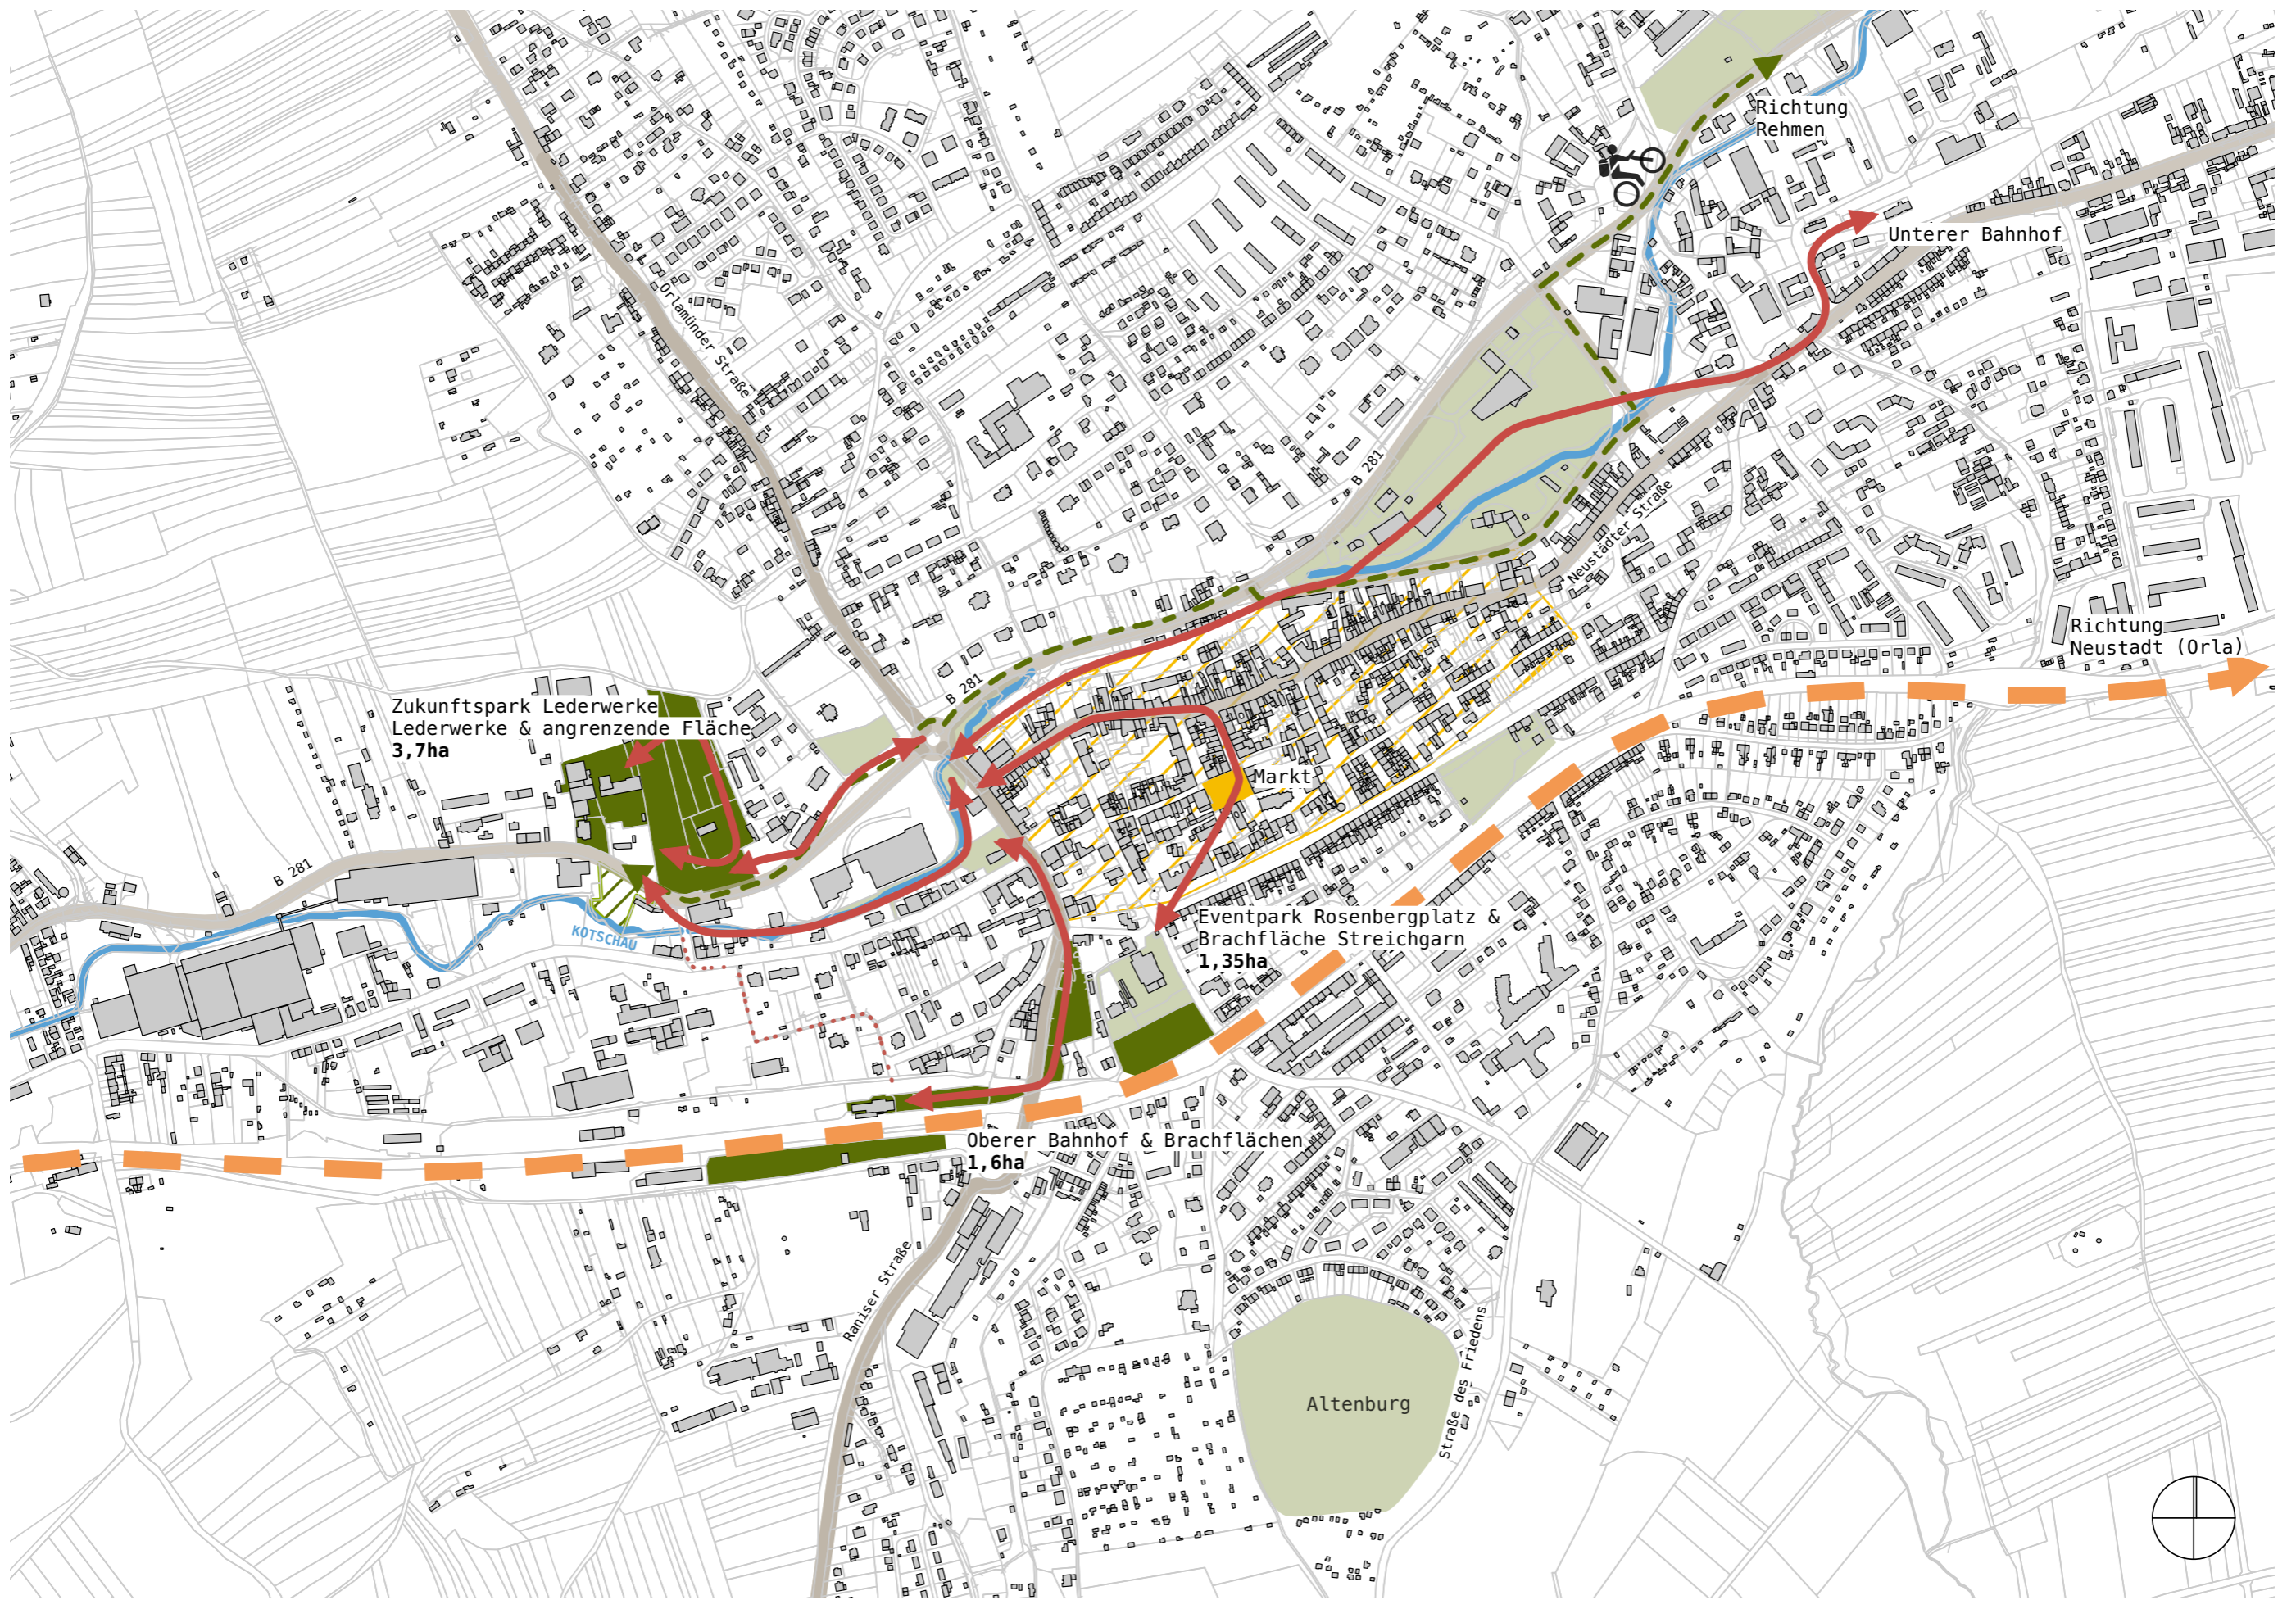 Richtung
Rehmen
Unterer Bahnhof
Orlamünder Straße
B 281
Neustädter Straße
Richtung
Neustadt (Orla)
B 281
Zukunftspark Lederwerke
Lederwerke & angrenzende Fläche
3,7ha
Markt
B 281
KOTSCHAU
Eventpark Rosenbergplatz &
Brachfläche Streichgarn
1,35ha
Oberer Bahnhof & Brachflächen
1,6ha
Raniser Straße
Straße des Friedens
Altenburg